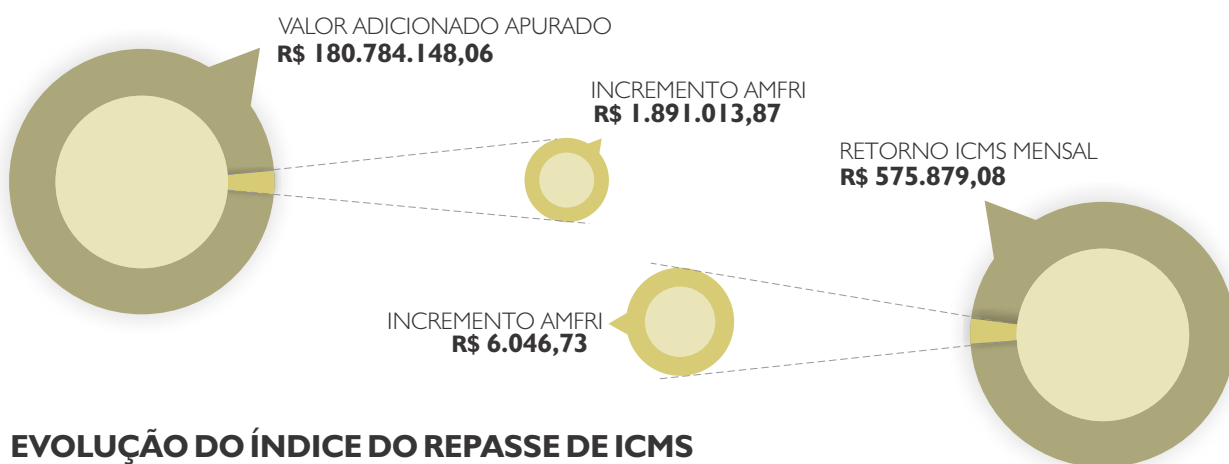 VALOR ADICIONADO APURADO
R$ 180.784.148,06
INCREMENTO AMFRI
R$ 1.891.013,87
RETORNO ICMS MENSAL
R$ 575.879,08
INCREMENTO AMFRI
R$ 6.046,73
EVOLUÇÃO DO ÍNDICE DO REPASSE DE ICMS